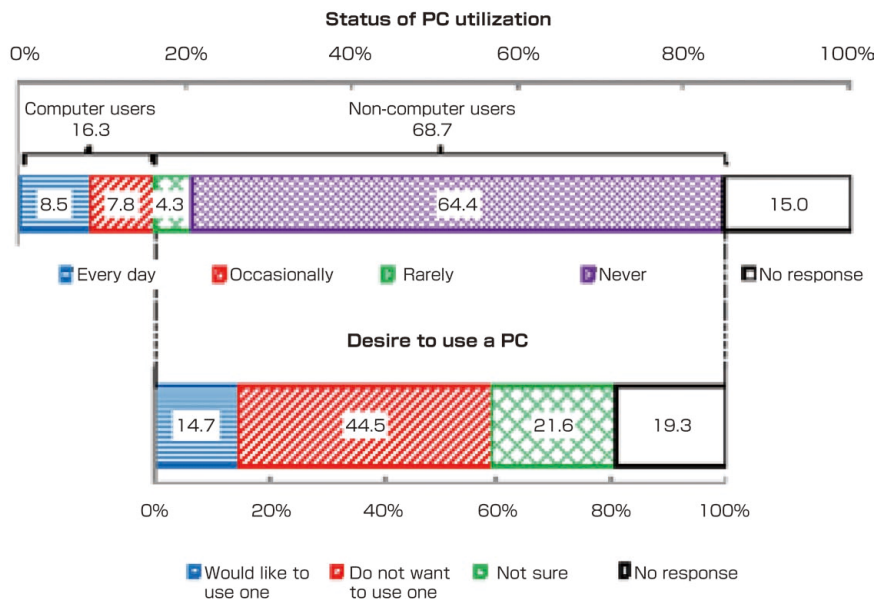 Status of PC utilization
0% 20% 40% 60% 80% 100%
Computer users
16.3
Non-computer users
68.7
8.5 7.8 4.3 64.4 15.0
Every day Occasionally Rarely Never No response
Desire to use a PC
14.7 44.5 21.6 19.3
0% 20% 40% 60% 80% 100%
Would like to
use one
Do not want
to use one
Not sure
No response